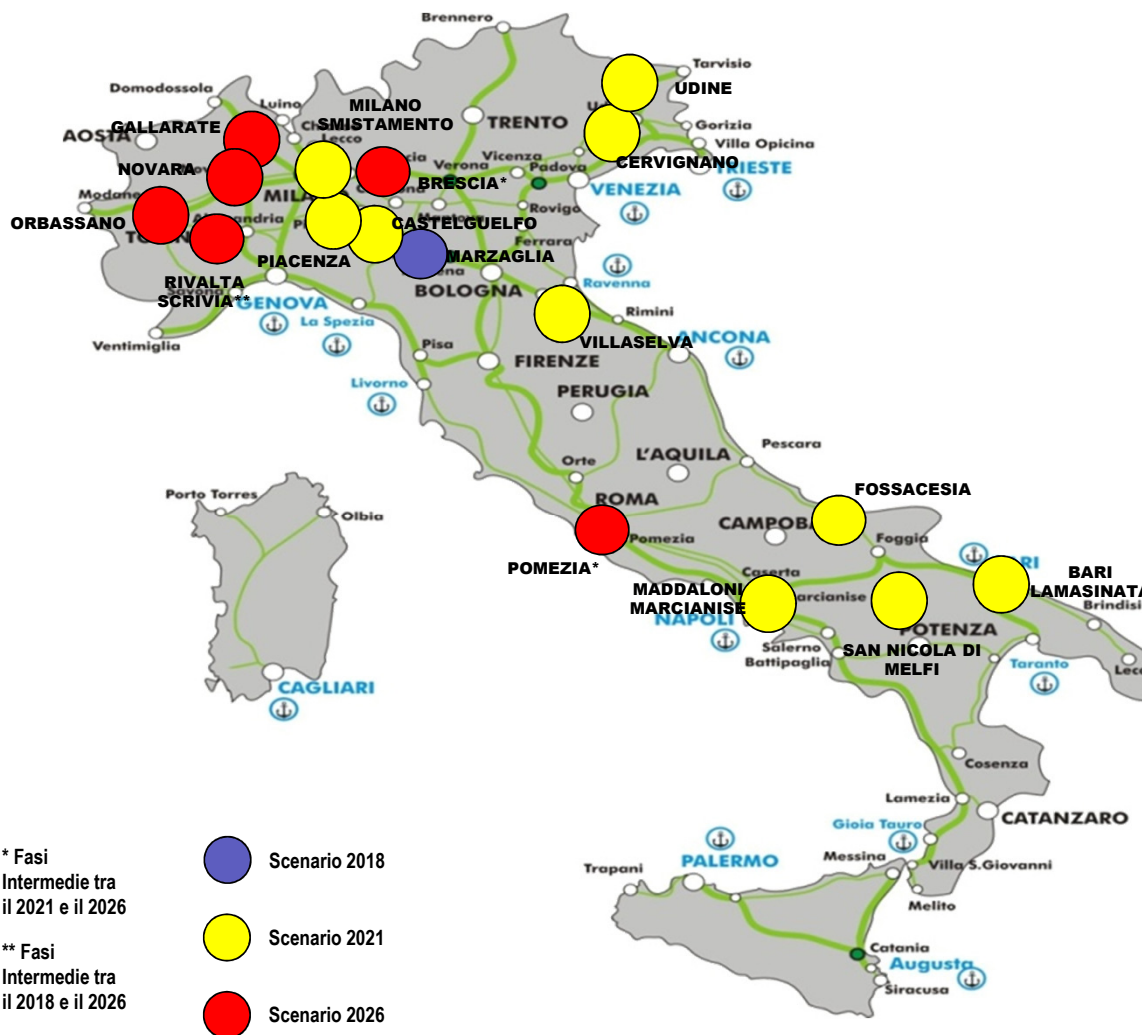 Brennero
Tarvisio
Domodossola
Luino
MILANO
SMISTAMENTO
UDINE
TRENTO
Gorizia
GALLARATE
AOSTA
Lecco
Villa Opicina
Vicenza
Verona
Padova
CERVIGNANO
TRIESTE
NOVARA
BRESCIA*
VENEZIA
Modane
Rovigo
ORBASSANO
CASTELGUELFO
Ferrara
PIACENZA
MARZAGLIA
RIVALTA
SCRIVIA**
Savona
BOLOGNA
Ravenna
GENOVA
La Spezia
Rimini
Ventimiglia
VILLASELVA
ANCONA
Pisa
FIRENZE
Livorno
PERUGIA
Pescara
Orte
L'AQUILA
Porto Torres
Olbia
ROMA
FOSSACESIA
CAMPOBA
Pomezia
Foggia
POMEZIA*
Caserta
BARI
LAMASINATA
MADDALONI
MARCIANISE
arcianise
Brindisi
NAPOLI
POTENZA
Salerno
Battipaglia
SAN NICOLA DI
MELFI
Taranto
Lecc
CAGLIARI
Cosenza
Lamezia
CATANZARO
Gioia Tauro
Messina
Villa S.Giovanni
PALERMO
Trapani
Melito
Catania
Augusta
Siracusa
* Fasi
Intermedie tra
il 2021 e il 2026
** Fasi
Intermedie tra
il 2018 e il 2026
Scenario 2018
Scenario 2021
Scenario 2026